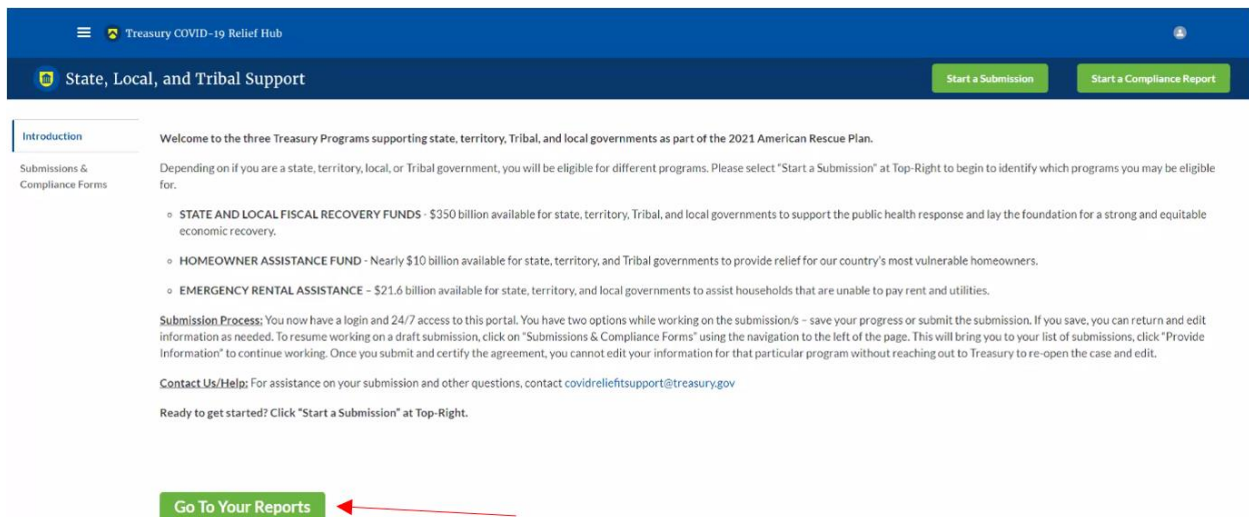 Treasury COVID-19 Relief Hub
State, Local, and Tribal Support
Start a Submission
Start a Compliance Report
Introduction
Submissions &
Compliance Forms
Welcome to the three Treasury Programs supporting state, territory, Tribal, and local governments as part of the 2021 American Rescue Plan.
Depending on if you are a state, territory, local, or Tribal government, you will be eligible for different programs. Please select "Start a Submission" at Top-Right to begin to identify which programs you may be eligible
for.
STATE AND LOCAL FISCAL RECOVERY FUNDS - $350 billion available for state, territory, Tribal, and local governments to support the public health response and lay the foundation for a strong and equitable
economic recovery.
HOMEOWNER ASSISTANCE FUND - Nearly $10 billion available for state, territory, and Tribal governments to provide relief for our country's most vulnerable homeowners.
EMERGENCY RENTAL ASSISTANCE – $21.6 billion available for state, territory, and local governments to assist households that are unable to pay rent and utilities.
Submission Process: You now have a login and 24/7 access to this portal. You have two options while working on the submission/s – save your progress or submit the submission. If you save, you can return and edit
information as needed. To resume working on a draft submission, click on "Submissions & Compliance Forms" using the navigation to the left of the page. This will bring you to your list of submissions, click "Provide
Information" to continue working. Once you submit and certify the agreement, you cannot edit your information for that particular program without reaching out to Treasury to re-open the case and edit.
Contact Us/Help: For assistance on your submission and other questions, contact covidreliefitsupport@treasury.gov
Ready to get started? Click "Start a Submission" at Top-Right.
Go To Your Reports